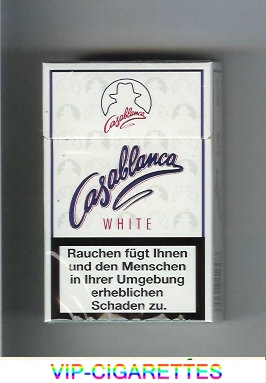 Casablanca
Casablanca
WHITE
Rauchen fügt Ihnen
und den Menschen
in Ihrer Umgebung
erheblichen
Schaden zu.
VIP-CIGARETTES